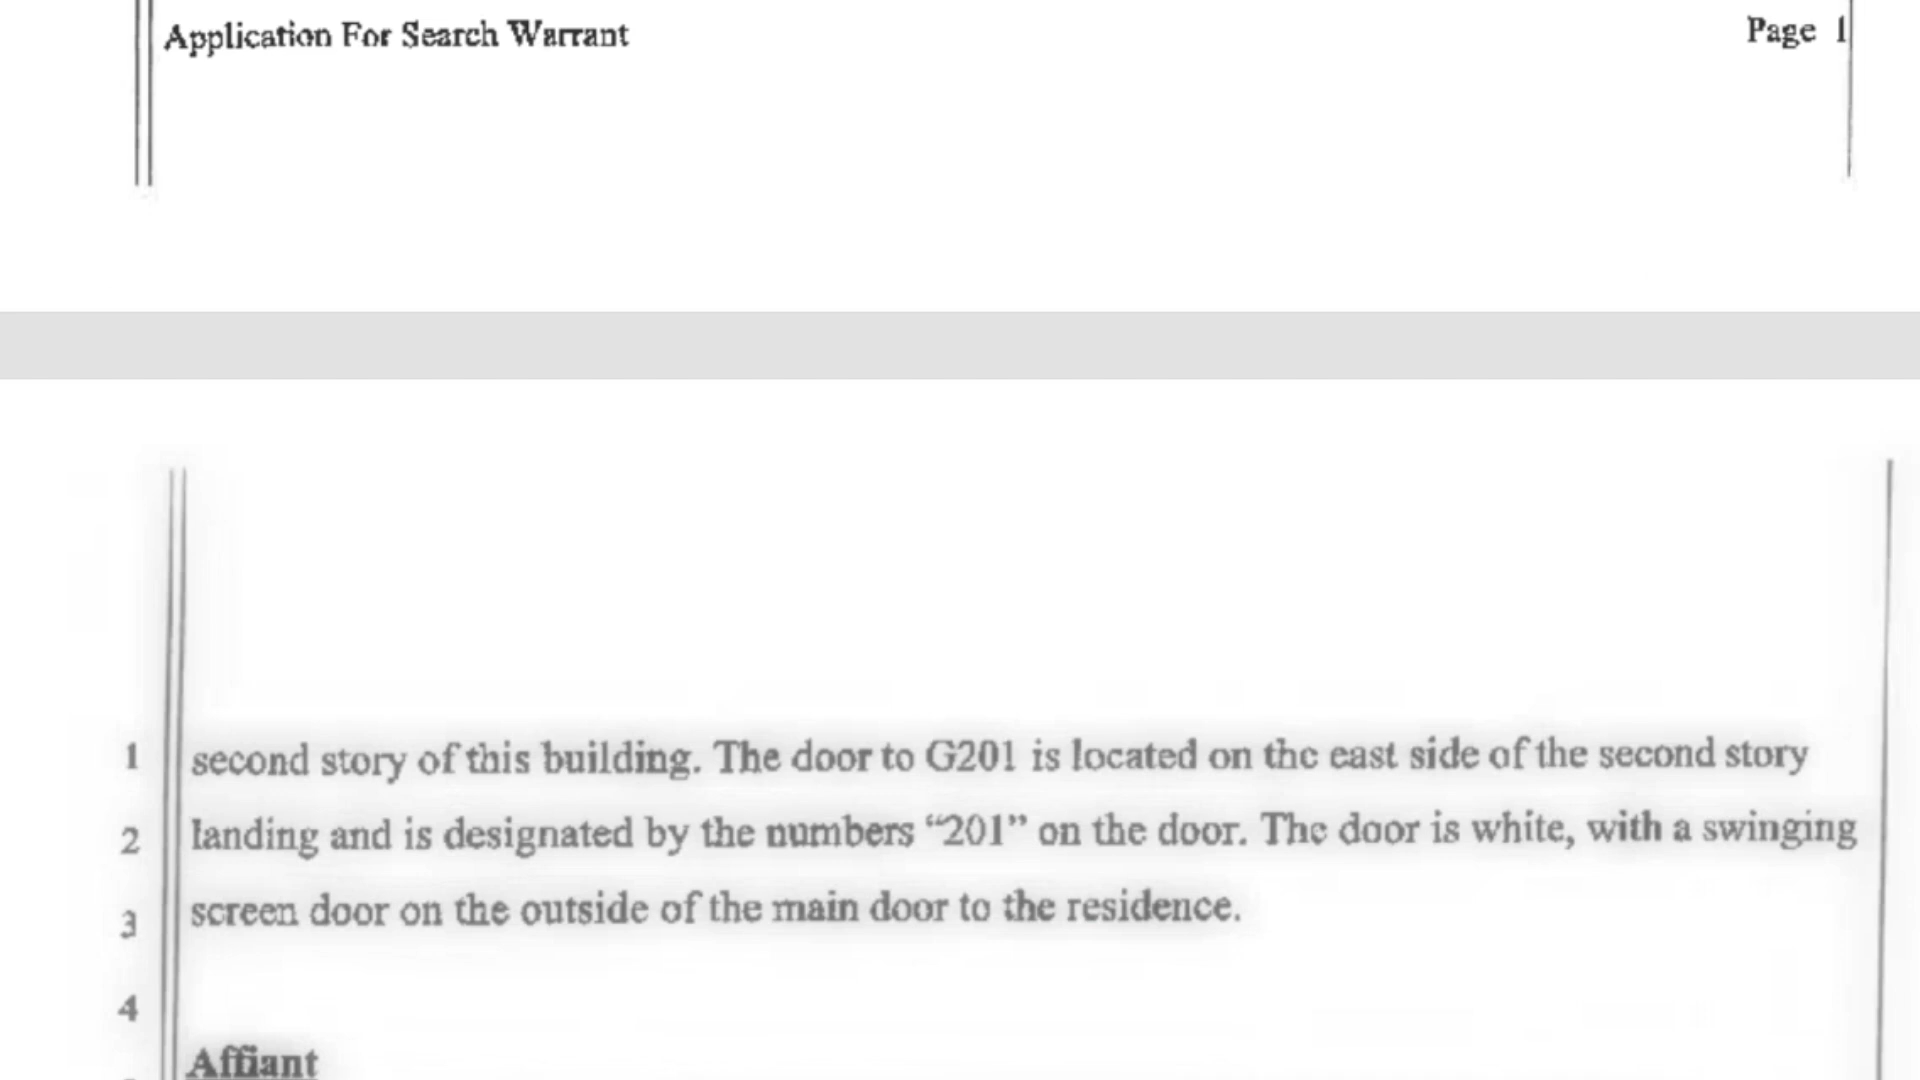 Application For Search Warrant Page 1
1 second story of this building. The door to G201 is located on the east side of the second story
2 landing and is designated by the numbers “201” on the door. The door is white, with a swinging
3 screen door on the outside of the main door to the residence.
4
Affiant